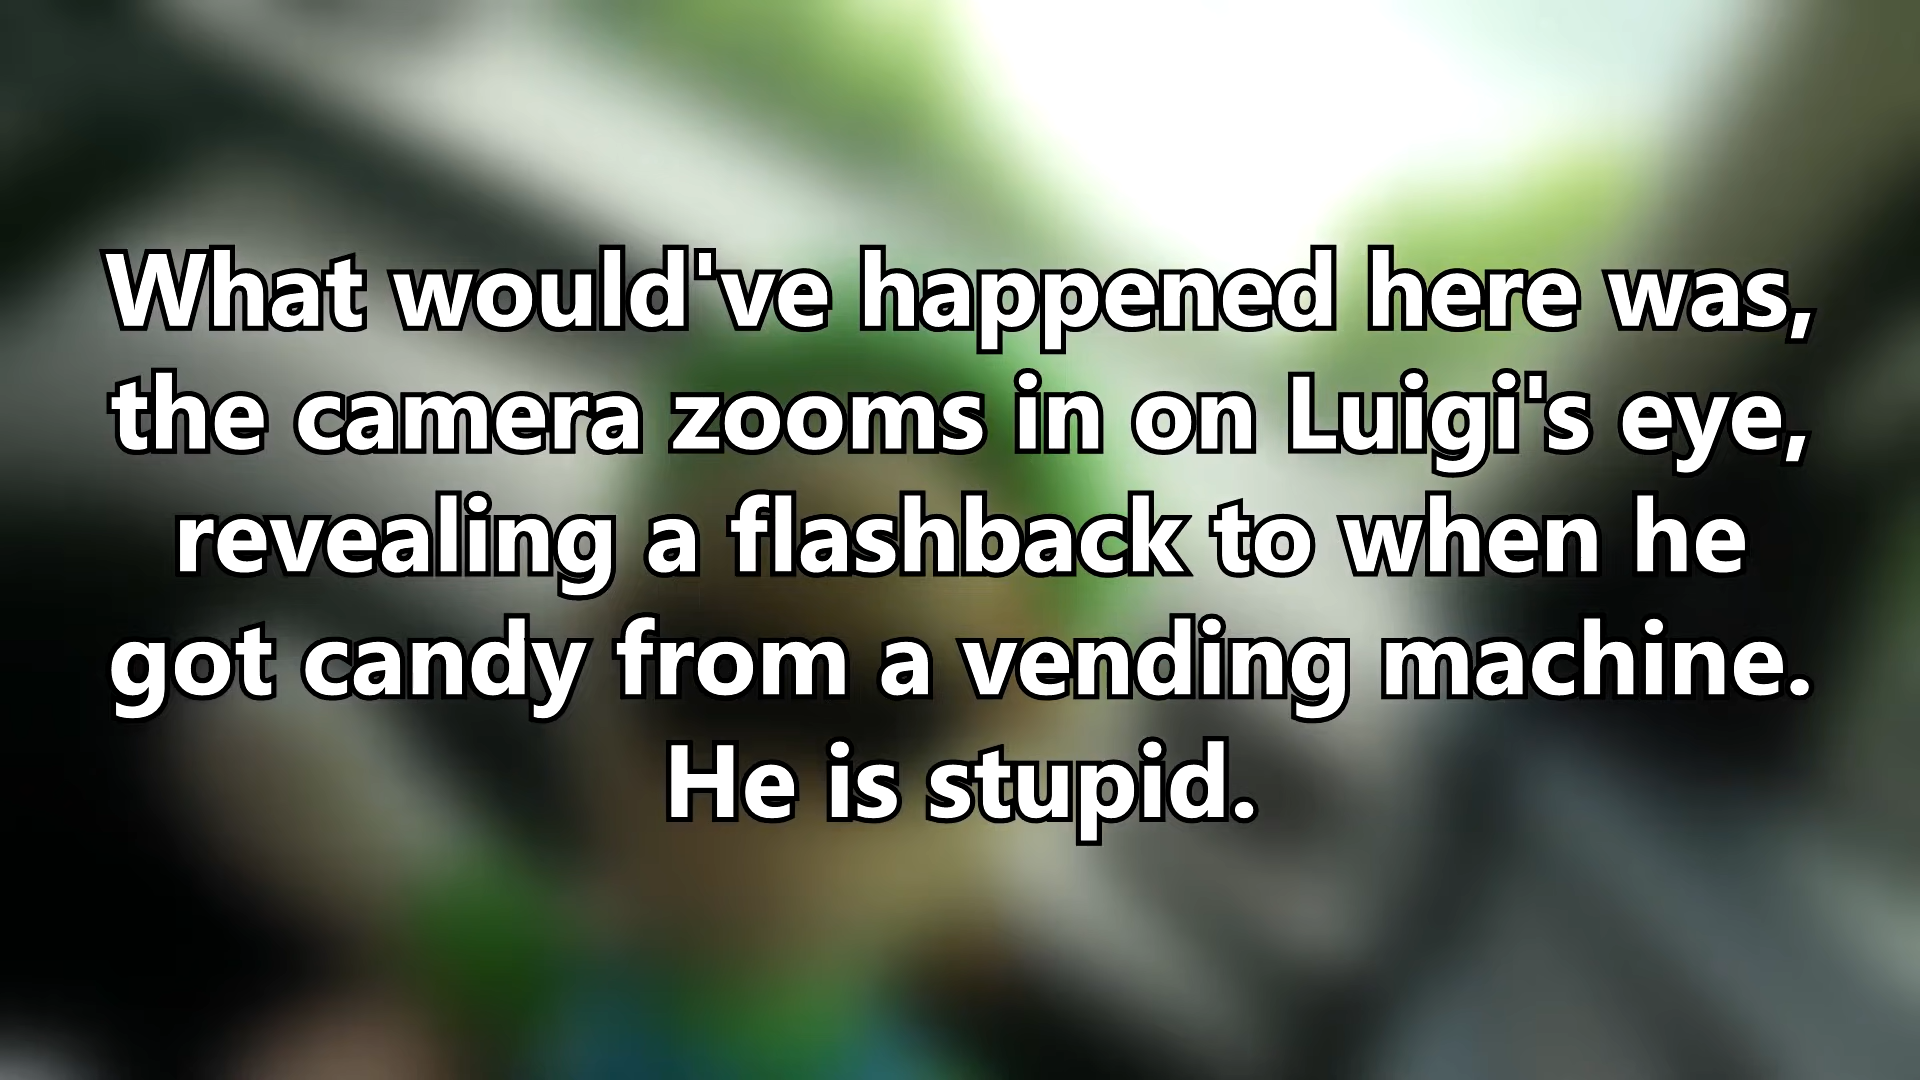 What would've happened here was,
the camera zooms in on Luigi's eye,
revealing a flashback to when he
got candy from a vending machine.
He is stupid.